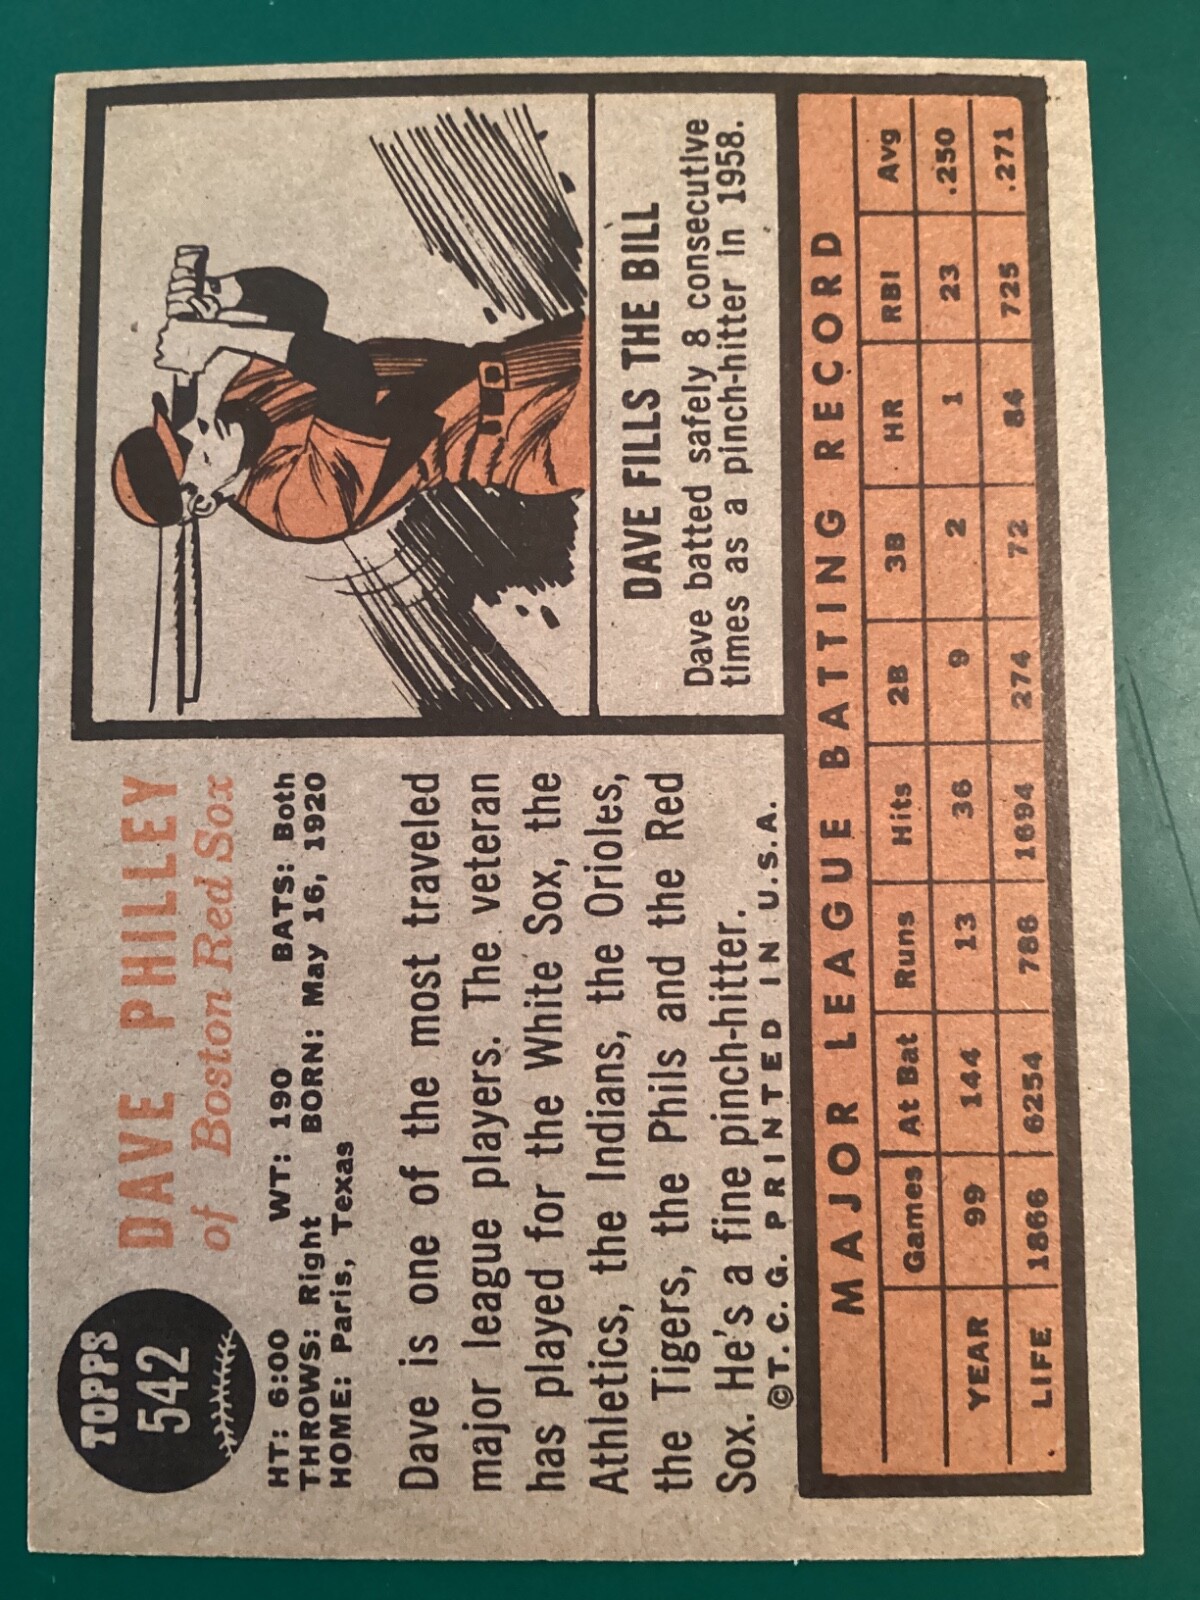 TOPPS
542
DAVE PHILLEY
of Boston Red Sox
HT: 6:00 WT: 190 BATS: Both
THROWS: Right BORN: May 16, 1920
HOME: Paris, Texas
Dave is one of the most traveled
major league players. The veteran
has played for the White Sox, the
Athletics, the Indians, the Orioles,
the Tigers, the Phils and the Red
Sox. He's a fine pinch-hitter.
©T. C. G. PRINTED IN U.S.A.
DAVE FILLS THE BILL
Dave batted safely 8 consecutive
times as a pinch-hitter in 1958.
MAJOR LEAGUE BATTING RECORD
Games At Bat Runs Hits 2B 3B HR RBI Avg
YEAR 99 144 13 36 9 2 1 23 .250
LIFE 1866 6254 786 1694 274 72 84 725 .271